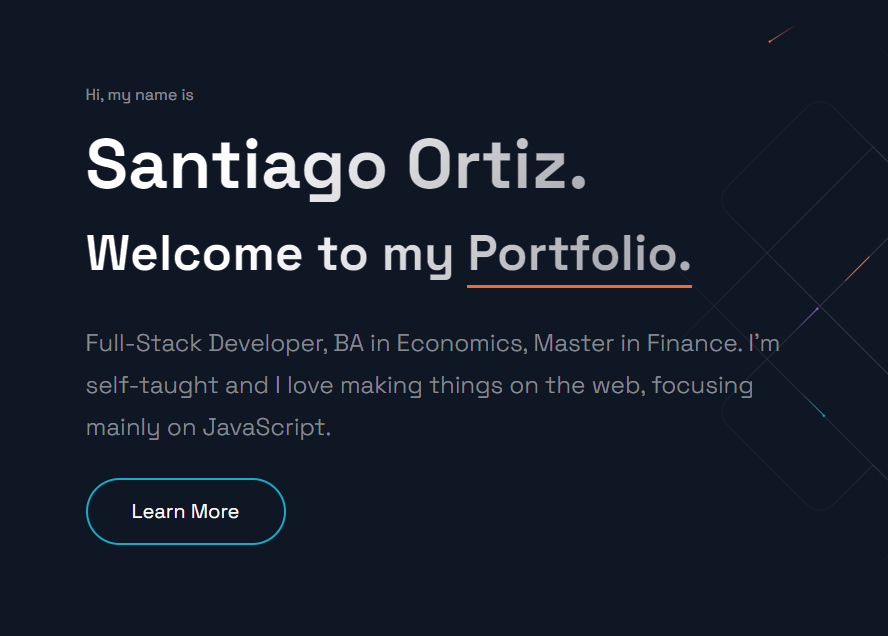 Hi, my name is
Santiago Ortiz.
Welcome to my Portfolio.
Full-Stack Developer, BA in Economics, Master in Finance. I'm
self-taught and I love making things on the web, focusing
mainly on JavaScript.
Learn More